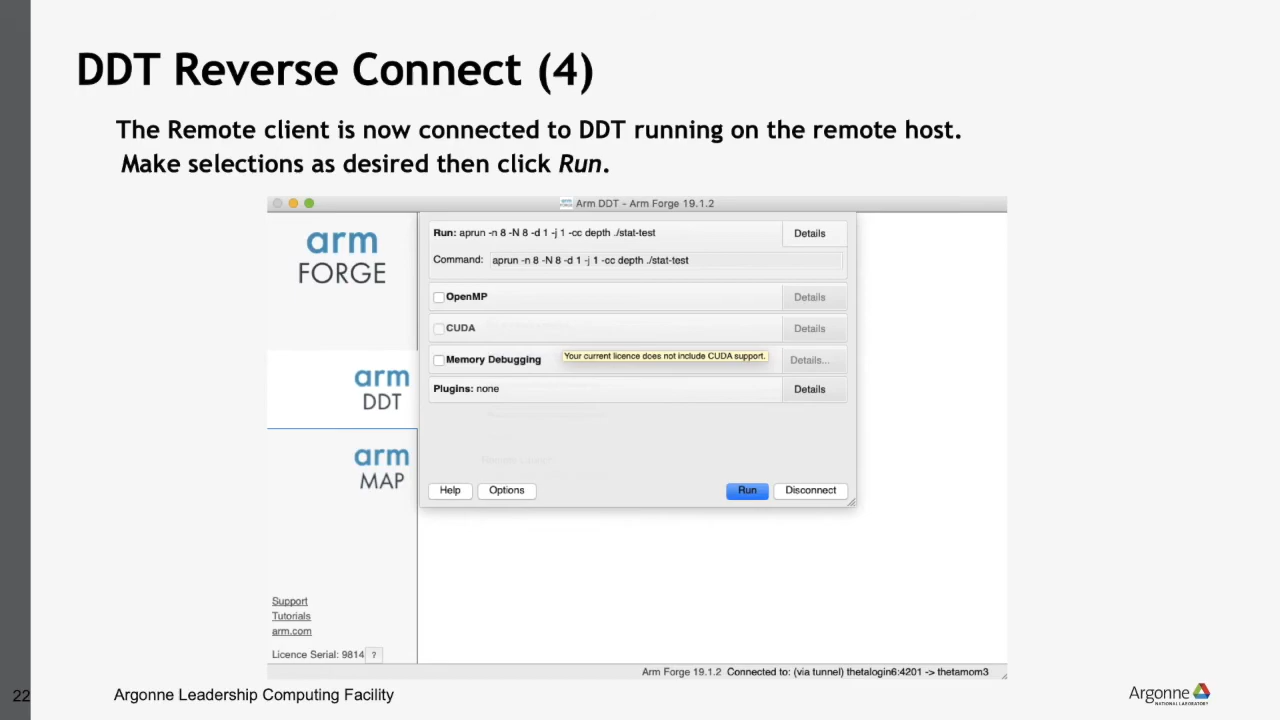 DDT Reverse Connect (4)
The Remote client is now connected to DDT running on the remote host.
Make selections as desired then click Run.
Arm DDT - Arm Forge 19.1.2
arm
FORGE
arm
DDT
arm
MAP
Run: aprun -n 8 -N 8 -d 1 -j 1 -cc depth ./stat-test
Details
Command: aprun -n 8 -N 8 -d 1 -j 1 -cc depth ./stat-test
OpenMP
Details
CUDA
Details
Memory Debugging
Your current licence does not include CUDA support.
Details...
Plugins: none
Details
Help
Options
Run
Disconnect
Support
Tutorials
arm.com
Licence Serial: 9814 ?
Arm Forge 19.1.2 Connected to: (via tunnel) thetalogin6:4201 -> thetamom3
22
Argonne Leadership Computing Facility
Argonne
NATIONAL LABORATORY